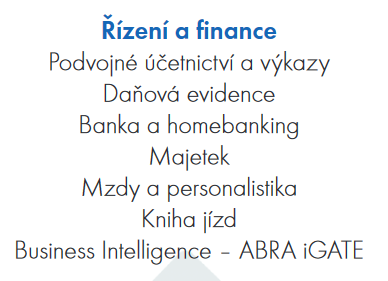 Řízení a finance
Podvojné účetnictví a výkazy
Daňová evidence
Banka a homebanking
Majetek
Mzdy a personalistika
Kniha jízd
Business Intelligence – ABRA iGATE